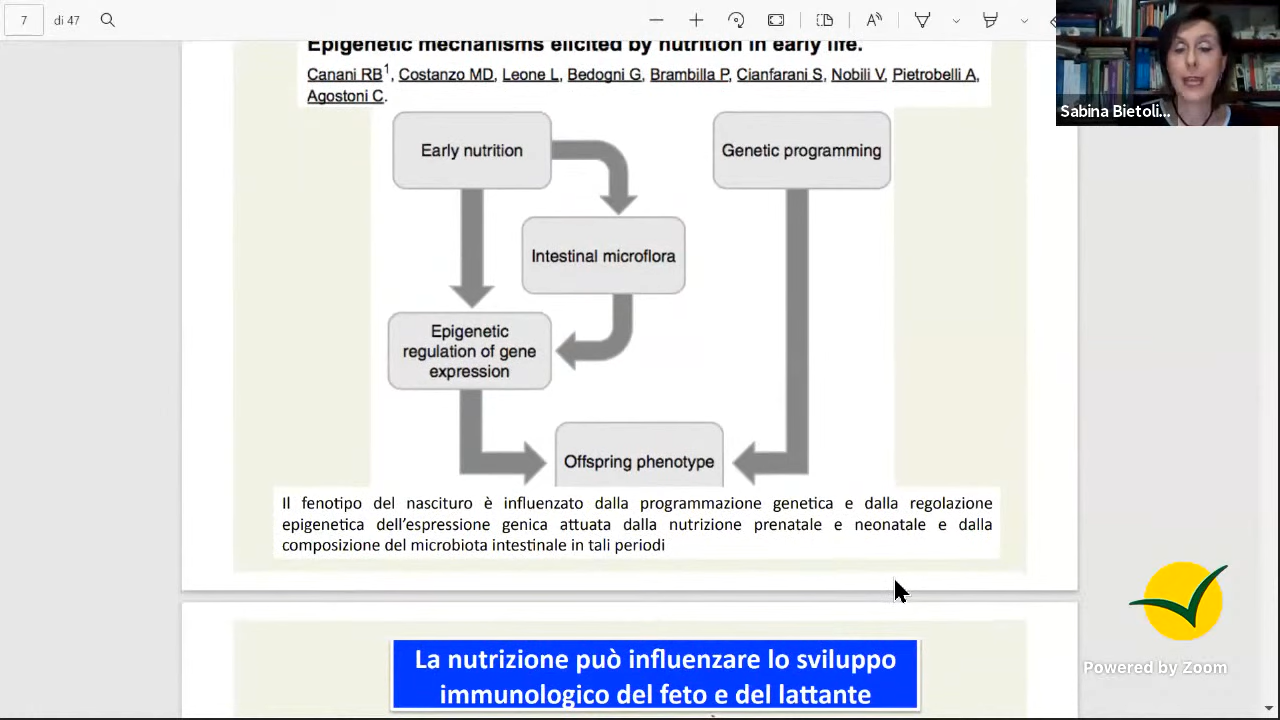 7 di 47
Sabina Bietoli...
Epigenetic mechanisms elicited by nutrition in early life.
Canani RB1, Costanzo MD, Leone L, Bedogni G, Brambilla P, Cianfarani S, Nobili V, Pietrobelli A,
Agostoni C.
Early nutrition
Genetic programming
Intestinal microflora
Epigenetic
regulation of gene
expression
Offspring phenotype
Il fenotipo del nascituro è influenzato dalla programmazione genetica e dalla regolazione
epigenetica dell'espressione genica attuata dalla nutrizione prenatale e neonatale e dalla
composizione del microbiota intestinale in tali periodi
La nutrizione può influenzare lo sviluppo
immunologico del feto e del lattante
Powered by Zoom